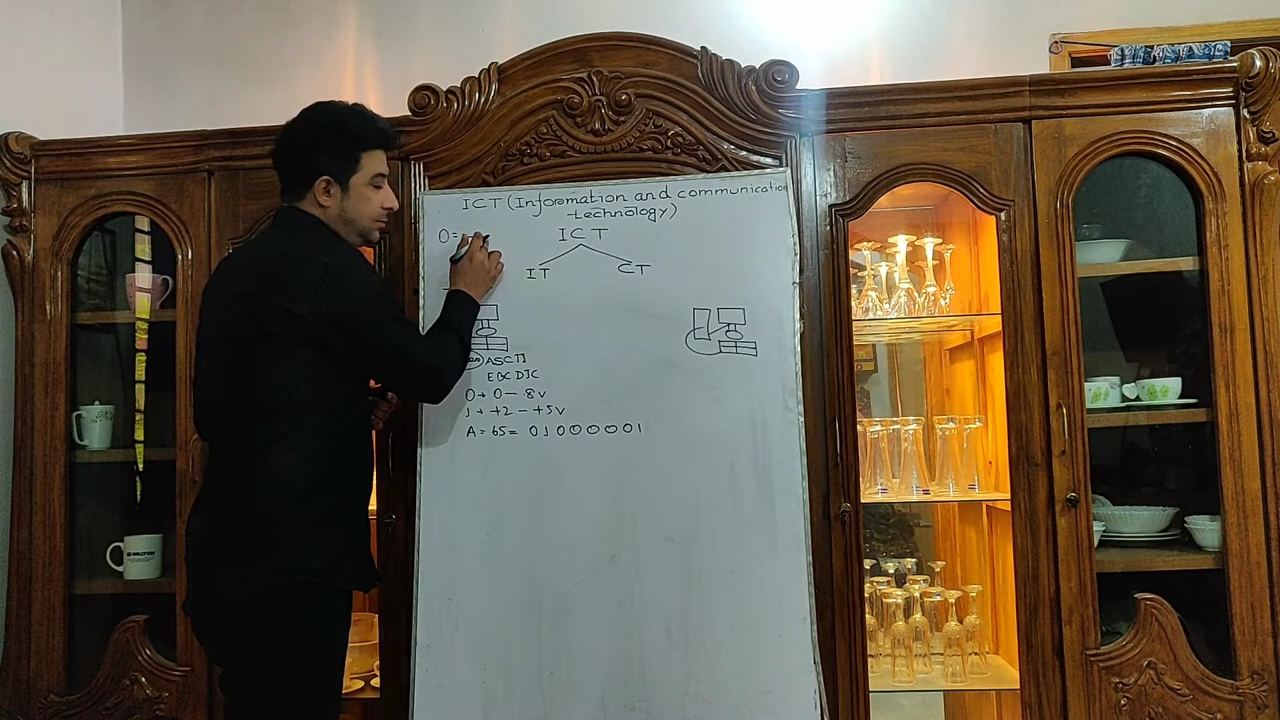 ICT (Information and communication
technology)
0=
ICT
IT CT
ASCII
EBCDIC
0 → 0 - .8v
1 → +2 - +5v
A = 65 = 01000001